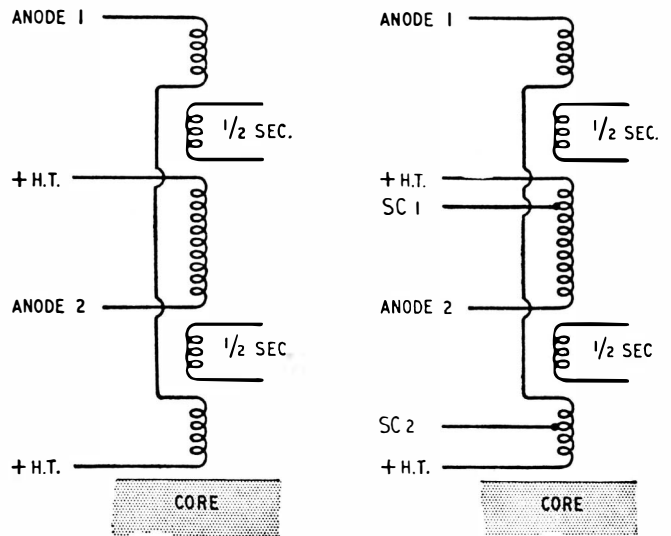 ANODE 1
1/2 SEC.
+ H.T.
ANODE 2
1/2 SEC
+ H.T.
CORE
ANODE 1
1/2 SEC.
+ H.T.
SC 1
ANODE 2
1/2 SEC
SC 2
+ H.T.
CORE